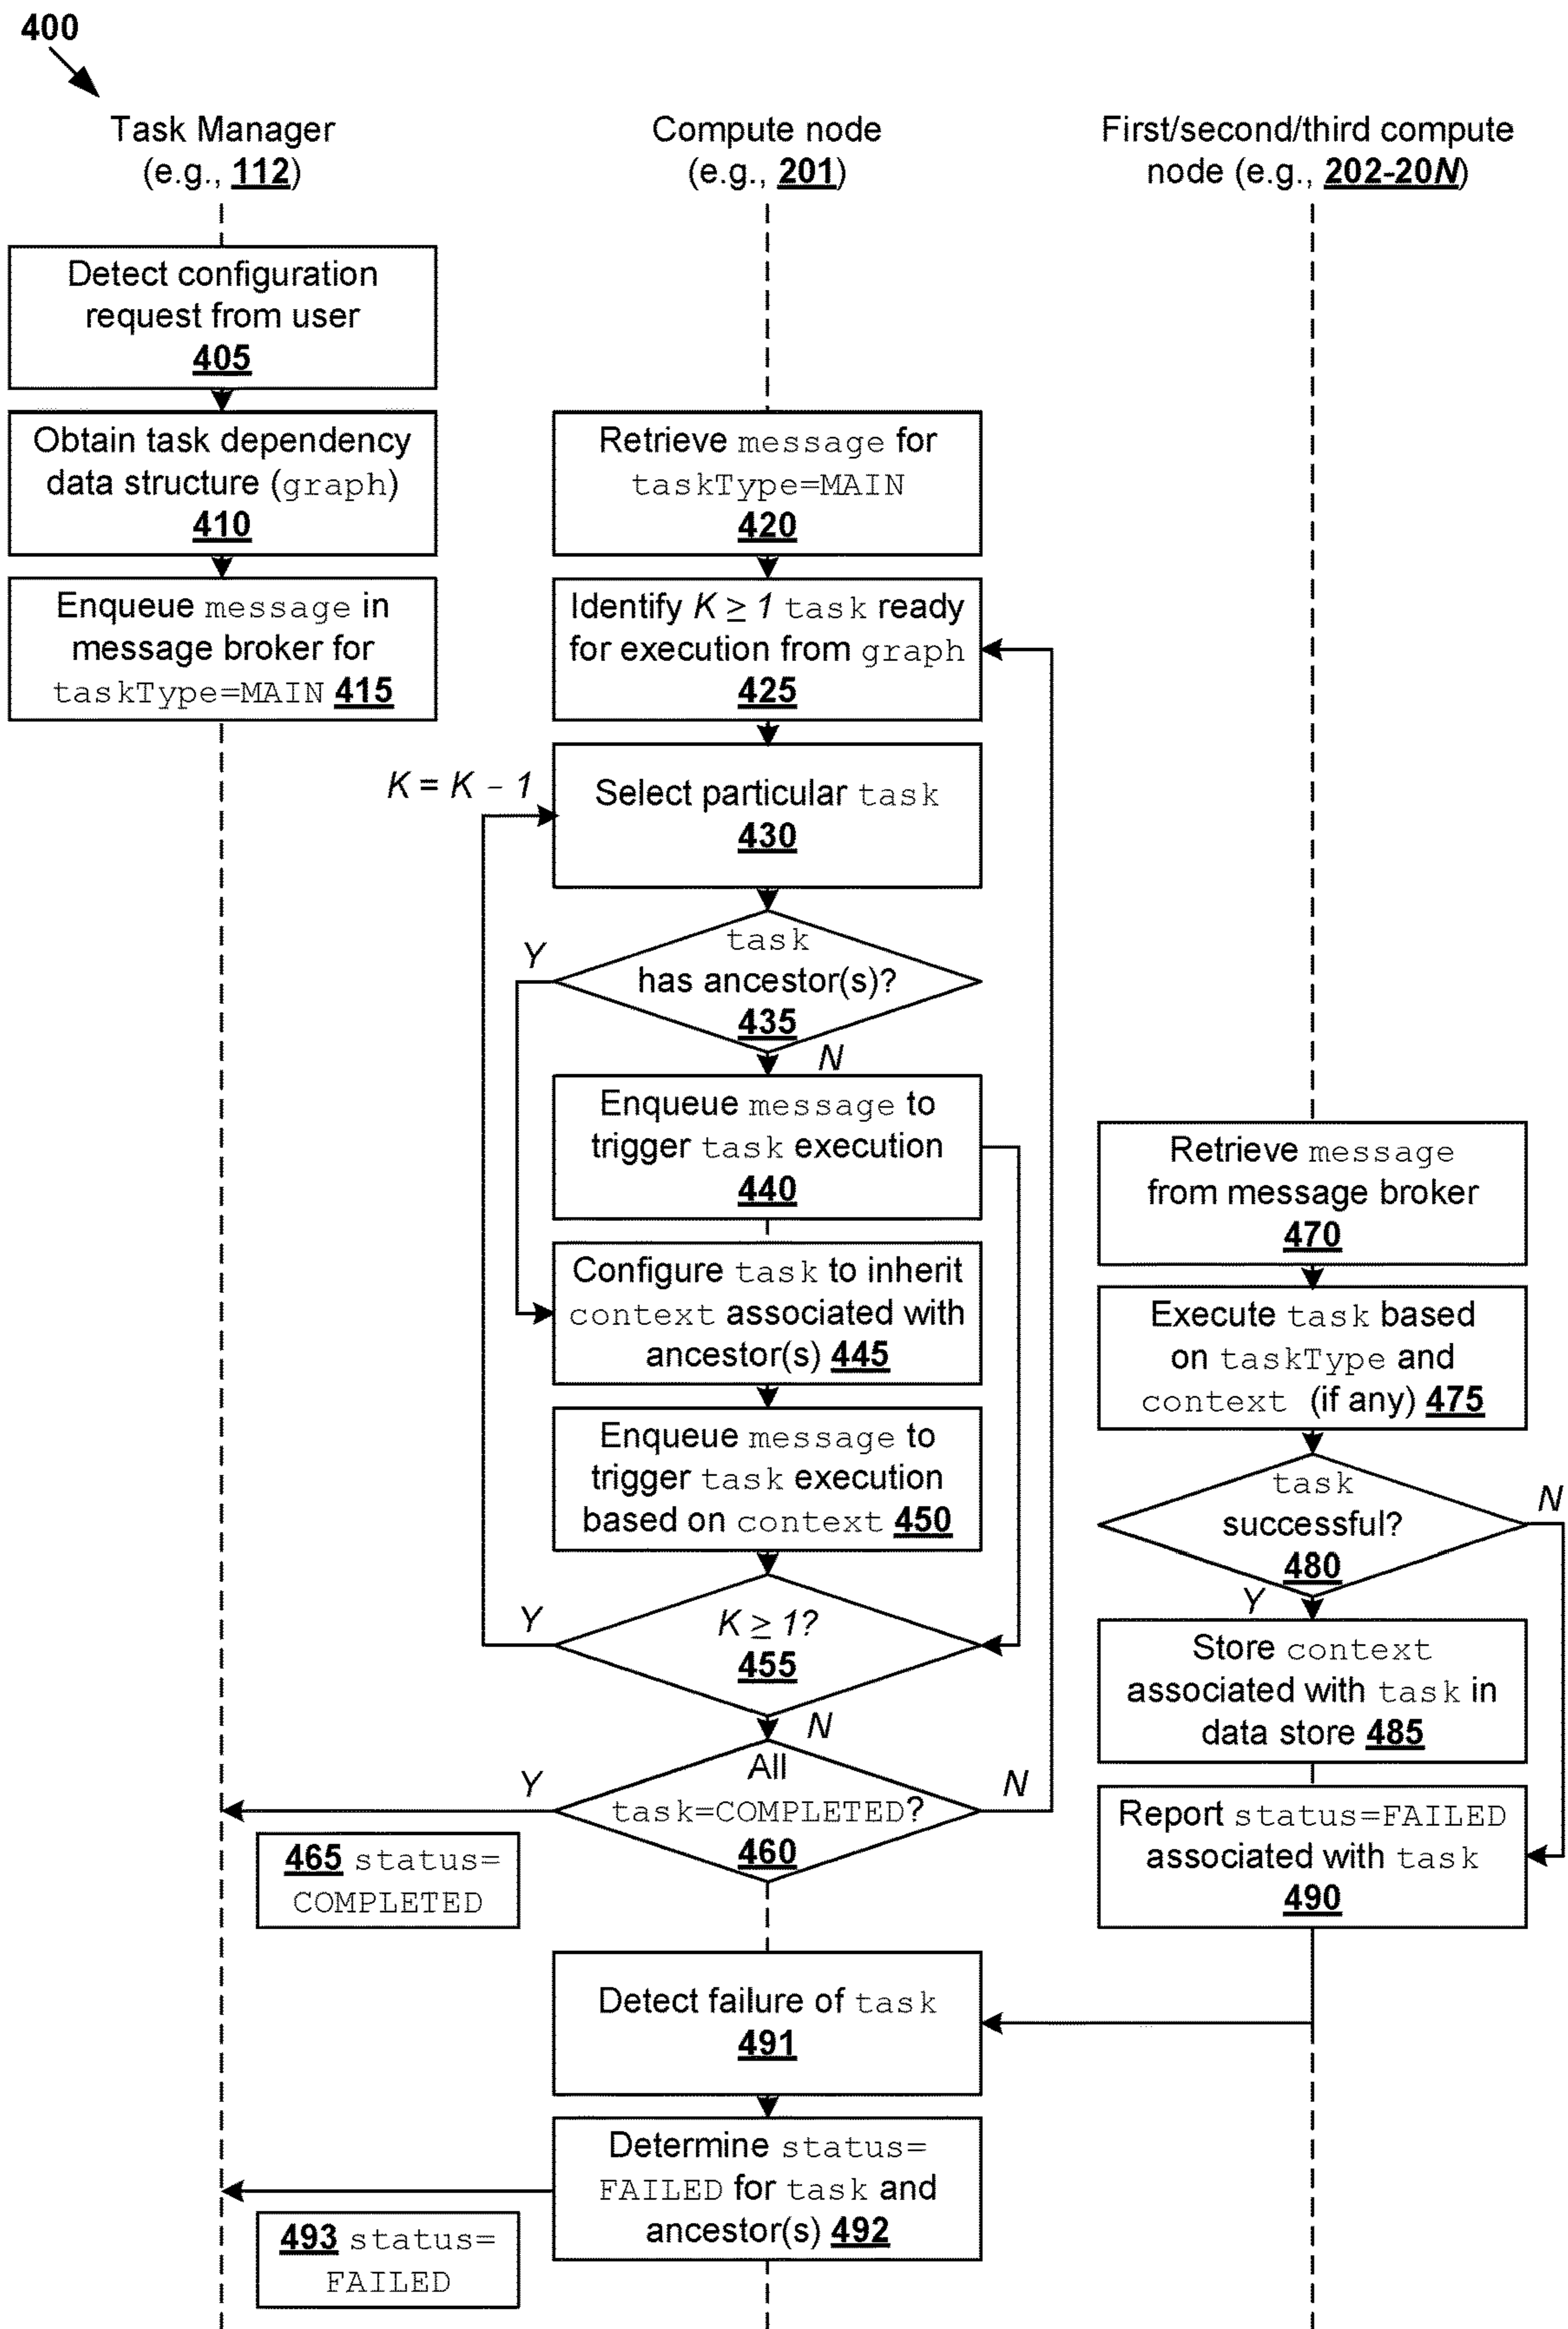 400
Task Manager
(e.g., 112)
Compute node
(e.g., 201)
First/second/third compute
node (e.g., 202-20N)
Detect configuration
request from user
405
Obtain task dependency
data structure (graph)
410
Enqueue message in
message broker for
taskType=MAIN 415
Retrieve message for
taskType=MAIN
420
Identify K ≥ 1 task ready
for execution from graph
425
K = K - 1
Select particular task
430
task
has ancestor(s)?
435
Y
N
Enqueue message to
trigger task execution
440
Configure task to inherit
context associated with
ancestor(s) 445
Enqueue message to
trigger task execution
based on context 450
Y
K ≥ 1?
455
N
Y
All
task=COMPLETED?
460
N
465 status=
COMPLETED
Retrieve message
from message broker
470
Execute task based
on taskType and
context (if any) 475
task
successful?
480
N
Y
Store context
associated with task in
data store 485
Report status=FAILED
associated with task
490
Detect failure of task
491
Determine status=
FAILED for task and
ancestor(s) 492
493 status=
FAILED